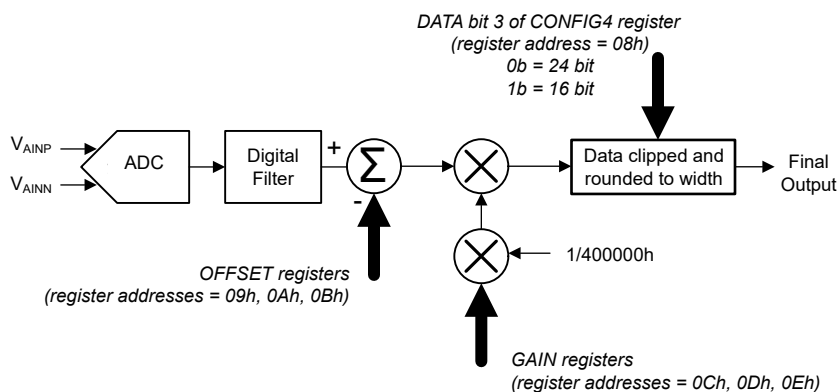 DATA bit 3 of CONFIG4 register
(register address = 08h)
0b = 24 bit
1b = 16 bit
VAINP
VAINN
ADC
Digital
Filter
+
Σ
-
Data clipped and
rounded to width
Final
Output
1/400000h
OFFSET registers
(register addresses = 09h, 0Ah, 0Bh)
GAIN registers
(register addresses = 0Ch, 0Dh, 0Eh)